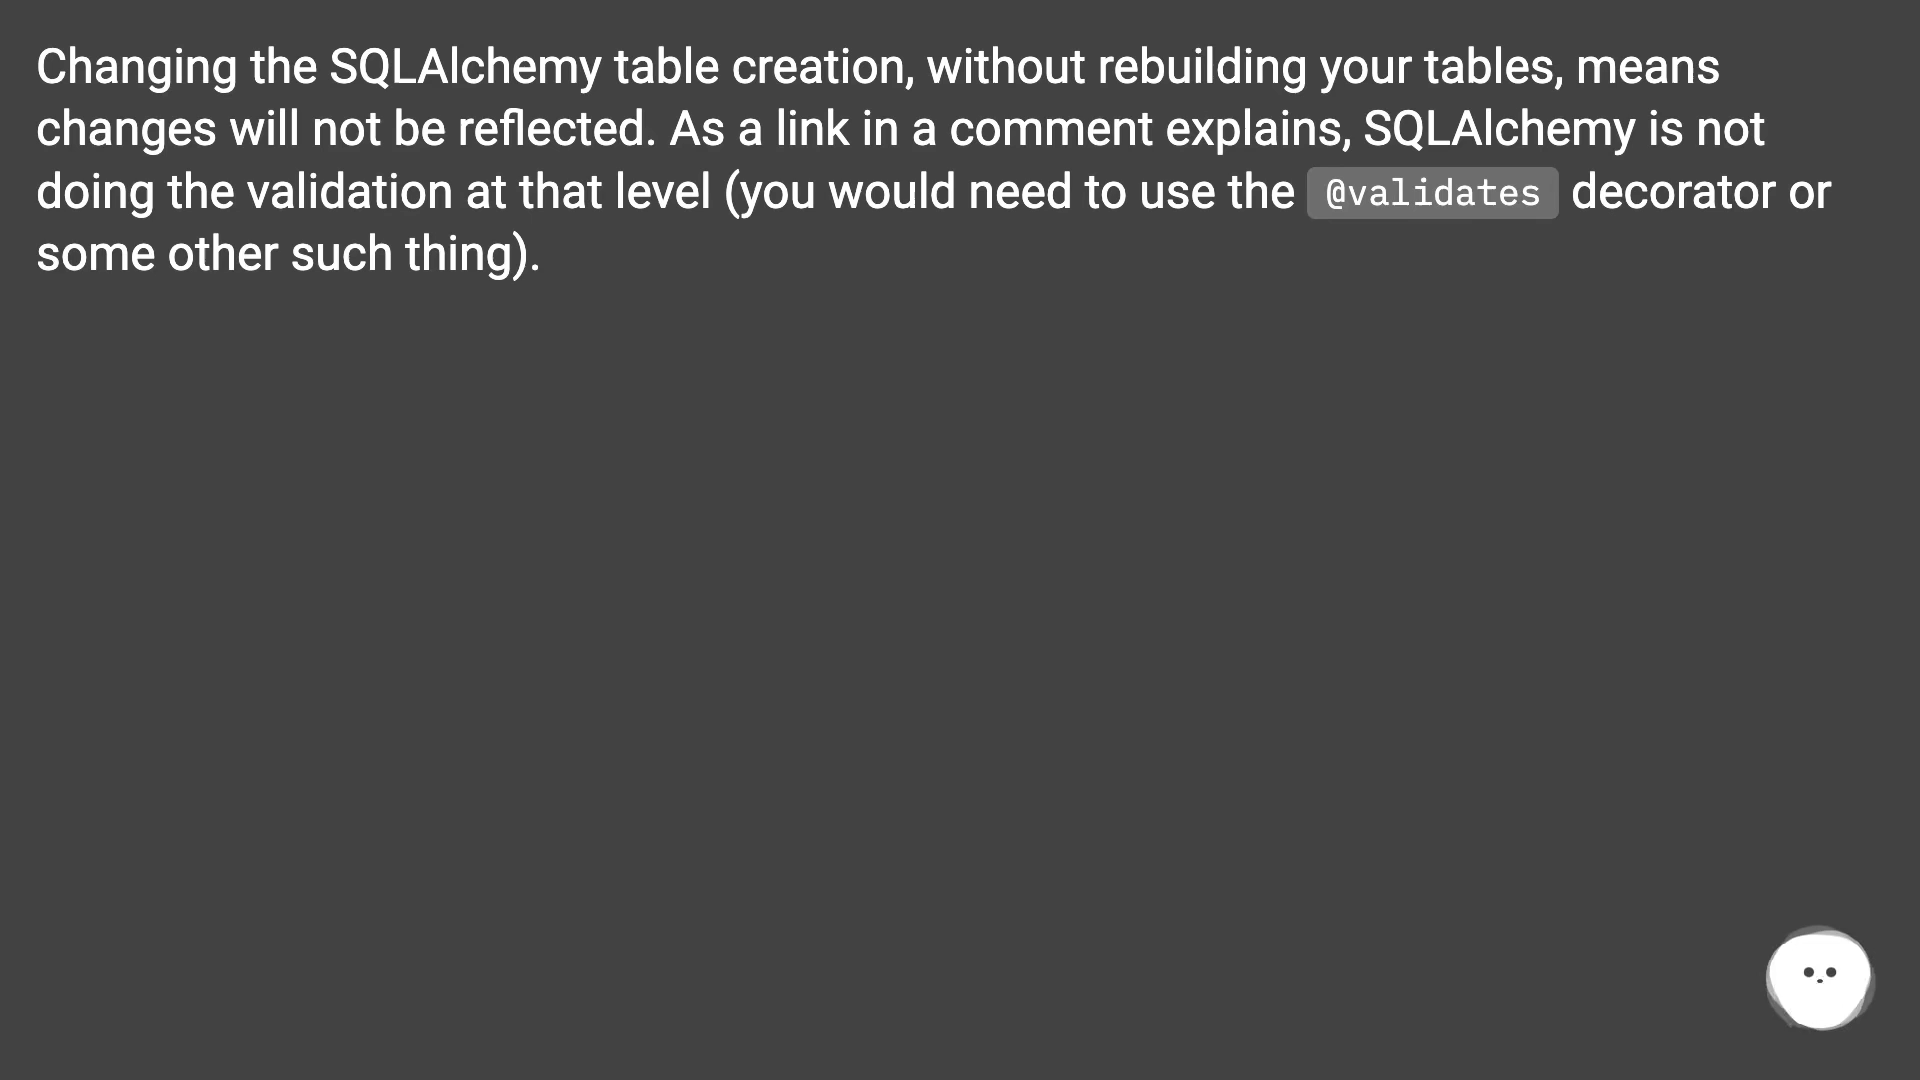 Changing the SQLAlchemy table creation, without rebuilding your tables, means
changes will not be reflected. As a link in a comment explains, SQLAlchemy is not
doing the validation at that level (you would need to use the @validates decorator or
some other such thing).